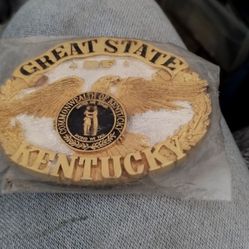 GREAT STATE
COMMONWEALTH OF KENTUCKY
KENTUCKY